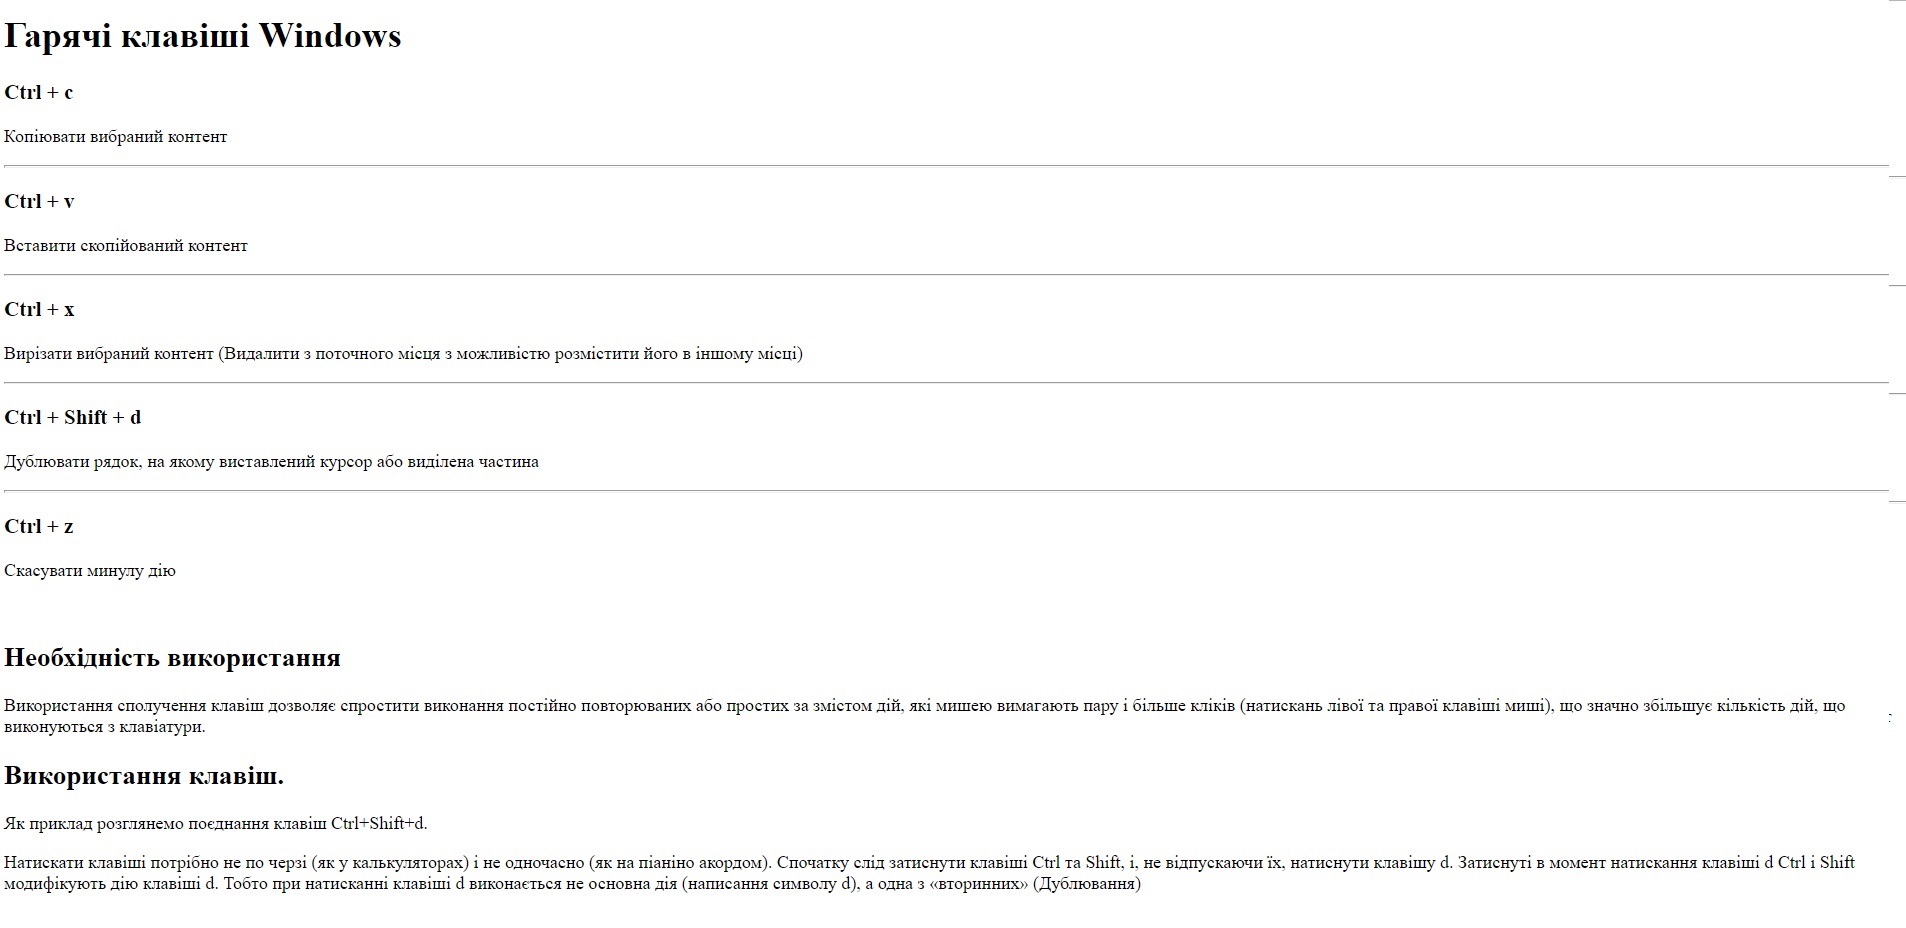 Гарячі клавіші Windows
Ctrl + c
Копіювати вибраний контент
Ctrl + v
Вставити скопійований контент
Ctrl + x
Вирізати вибраний контент (Видалити з поточного місця з можливістю розмістити його в іншому місці)
Ctrl + Shift + d
Дублювати рядок, на якому виставлений курсор або виділена частина
Ctrl + z
Скасувати минулу дію
Необхідність використання
Використання сполучення клавіш дозволяє спростити виконання постійно повторюваних або простих за змістом дій, які мишею вимагають пару і більше кліків (натискань лівої та правої клавіші миші), що значно збільшує кількість дій, що
виконуються з клавіатури.
Використання клавіш.
Як приклад розглянемо поєднання клавіш Ctrl+Shift+d.
Натискати клавіші потрібно не по черзі (як у калькуляторах) і не одночасно (як на піаніно акордом). Спочатку слід затиснути клавіші Ctrl та Shift, і, не відпускаючи їх, натиснути клавішу d. Затиснуті в момент натискання клавіші d Ctrl і Shift
модифікують дію клавіші d. Тобто при натисканні клавіші d виконається не основна дія (написання символу d), а одна з «вторинних» (Дублювання)